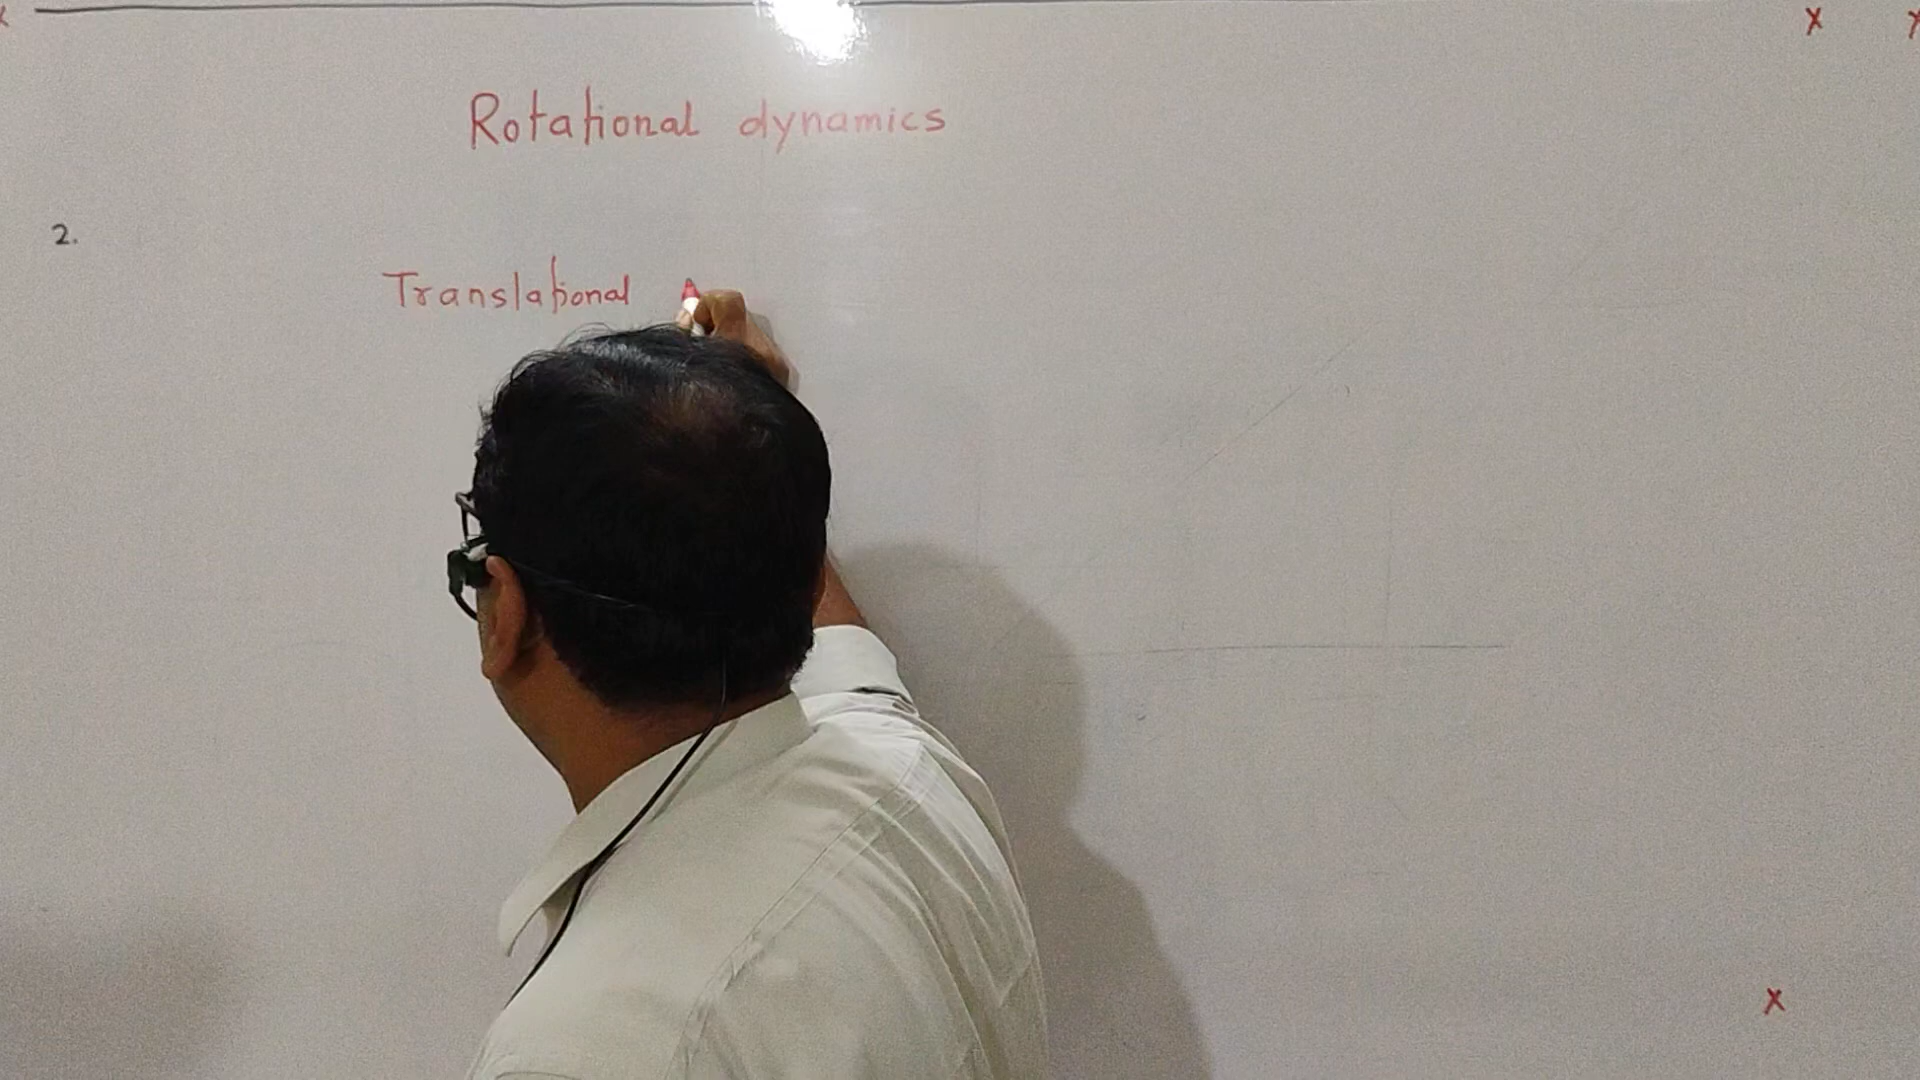 x x x
Rotational dynamics
2.
Translational
x